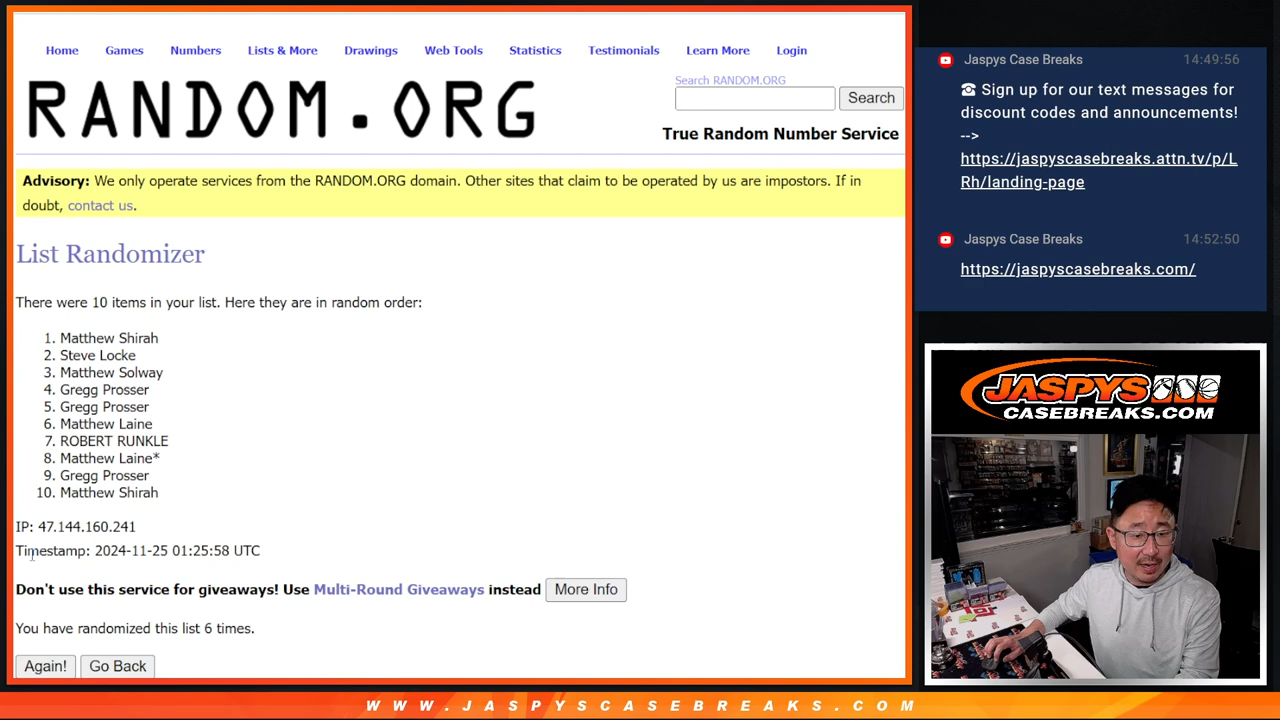 Home Games Numbers Lists & More Drawings Web Tools Statistics Testimonials Learn More Login
Search RANDOM.ORG
RANDOM.ORG
Search
True Random Number Service
Advisory: We only operate services from the RANDOM.ORG domain. Other sites that claim to be operated by us are impostors. If in
doubt, contact us.
List Randomizer
There were 10 items in your list. Here they are in random order:
1. Matthew Shirah
2. Steve Locke
3. Matthew Solway
4. Gregg Prosser
5. Gregg Prosser
6. Matthew Laine
7. ROBERT RUNKLE
8. Matthew Laine*
9. Gregg Prosser
10. Matthew Shirah
IP: 47.144.160.241
Timestamp: 2024-11-25 01:25:58 UTC
Don't use this service for giveaways! Use Multi-Round Giveaways instead More Info
You have randomized this list 6 times.
Again! Go Back
Jaspys Case Breaks 14:49:56
☎ Sign up for our text messages for
discount codes and announcements!
-->
https://jaspyscasebreaks.attn.tv/p/L
Rh/landing-page
Jaspys Case Breaks 14:52:50
https://jaspyscasebreaks.com/
JASPYS
CASEBREAKS.COM
WWW.JASPYSCASEBREAKS.COM